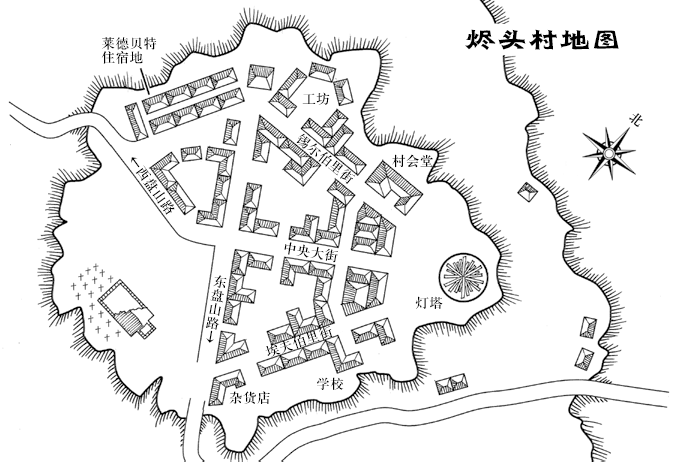 烬头村地图
莱德贝特
住宿地
工坊
北
缪尔伯里街
村会堂
←西盘山路
中央大街
东盘山路→
灯塔
埃天伯里街
学校
杂货店